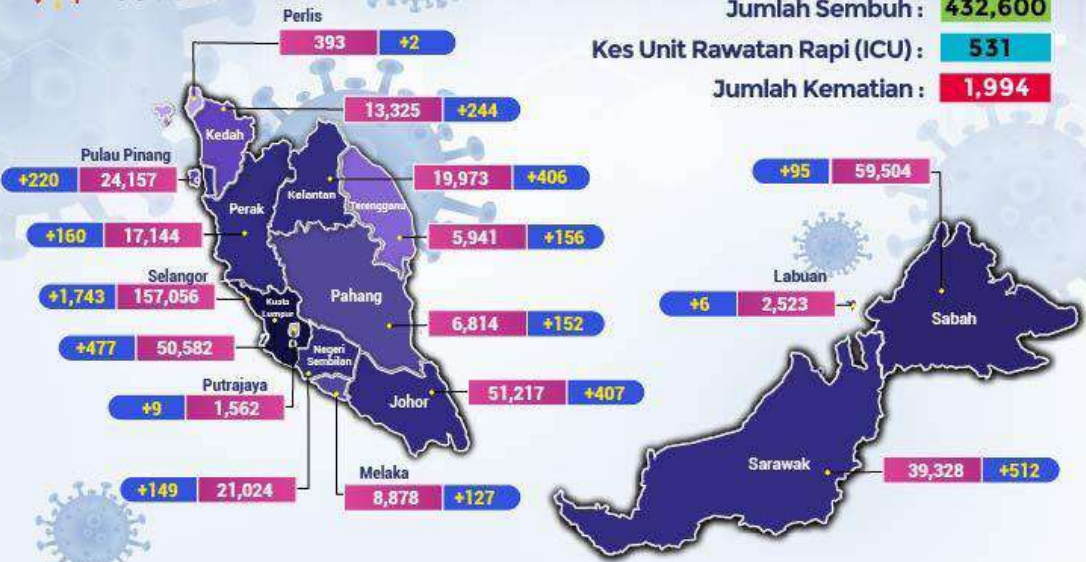 Jumlah Sembuh : 432,600
Kes Unit Rawatan Rapi (ICU) : 531
Jumlah Kematian : 1,994
Perlis
393 +2
13,325 +244
Kedah
Pulau Pinang
+220 24,157
Kelantan
19,973 +406
Terengganu
Perak
+160 17,144
5,941 +156
Selangor
+1,743 157,056
Kuala
Lumpur
Pahang
6,814 +152
+477 50,582
Negeri
Sembilan
Putrajaya
+9 1,562
Johor
51,217 +407
+149 21,024
Melaka
8,878 +127
+95 59,504
Labuan
+6 2,523
Sabah
Sarawak
39,328 +512